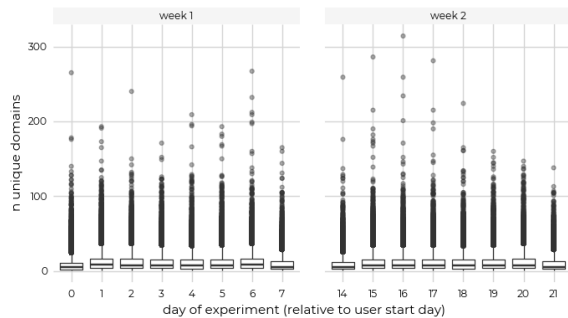 week 1
week 2
n unique domains
300
200
100
0
0 1 2 3 4 5 6 7
14 15 16 17 18 19 20 21
day of experiment (relative to user start day)